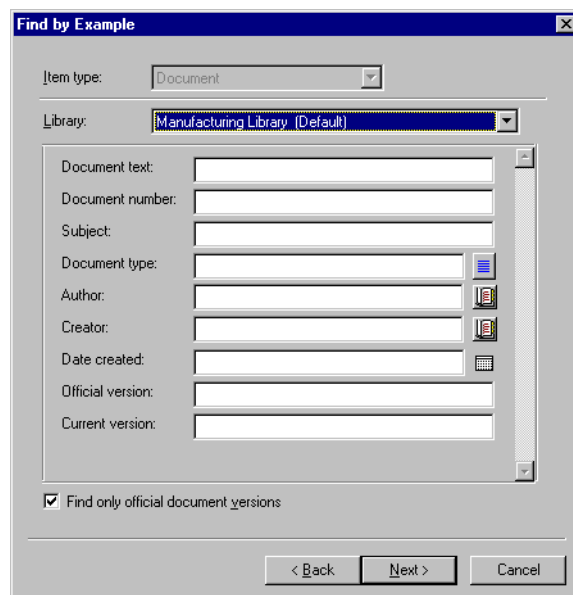 Find by Example
Item type: Document
Library: Manufacturing Library (Default)
Document text:
Document number:
Subject:
Document type:
Author:
Creator:
Date created:
Official version:
Current version:
Find only official document versions
< Back Next > Cancel